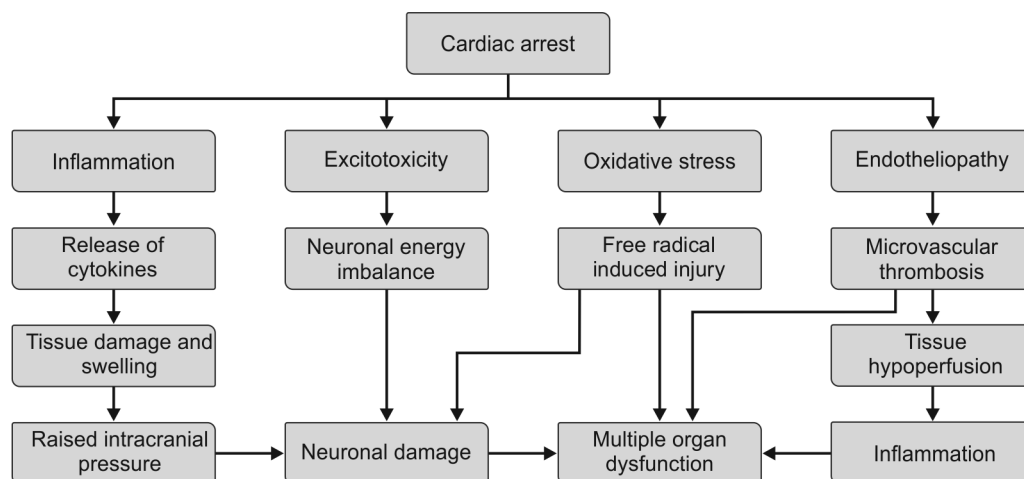 Cardiac arrest
Inflammation
Excitotoxicity
Oxidative stress
Endotheliopathy
Release of
cytokines
Neuronal energy
imbalance
Free radical
induced injury
Microvascular
thrombosis
Tissue damage and
swelling
Tissue
hypoperfusion
Raised intracranial
pressure
Neuronal damage
Multiple organ
dysfunction
Inflammation